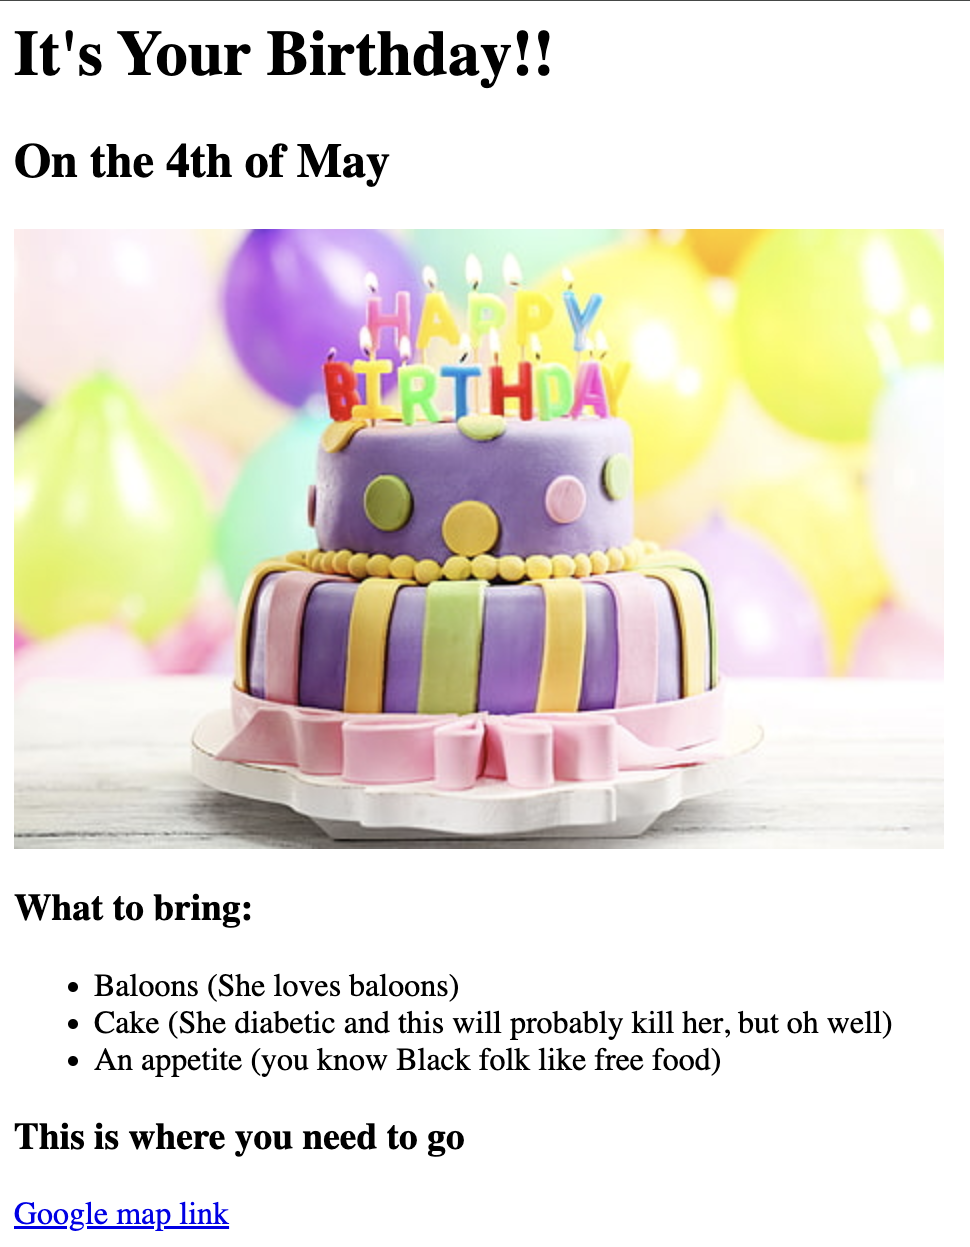 It's Your Birthday!!
On the 4th of May
HAPPY
BIRTHDAY
What to bring:
• Baloons (She loves baloons)
• Cake (She diabetic and this will probably kill her, but oh well)
• An appetite (you know Black folk like free food)
This is where you need to go
Google map link